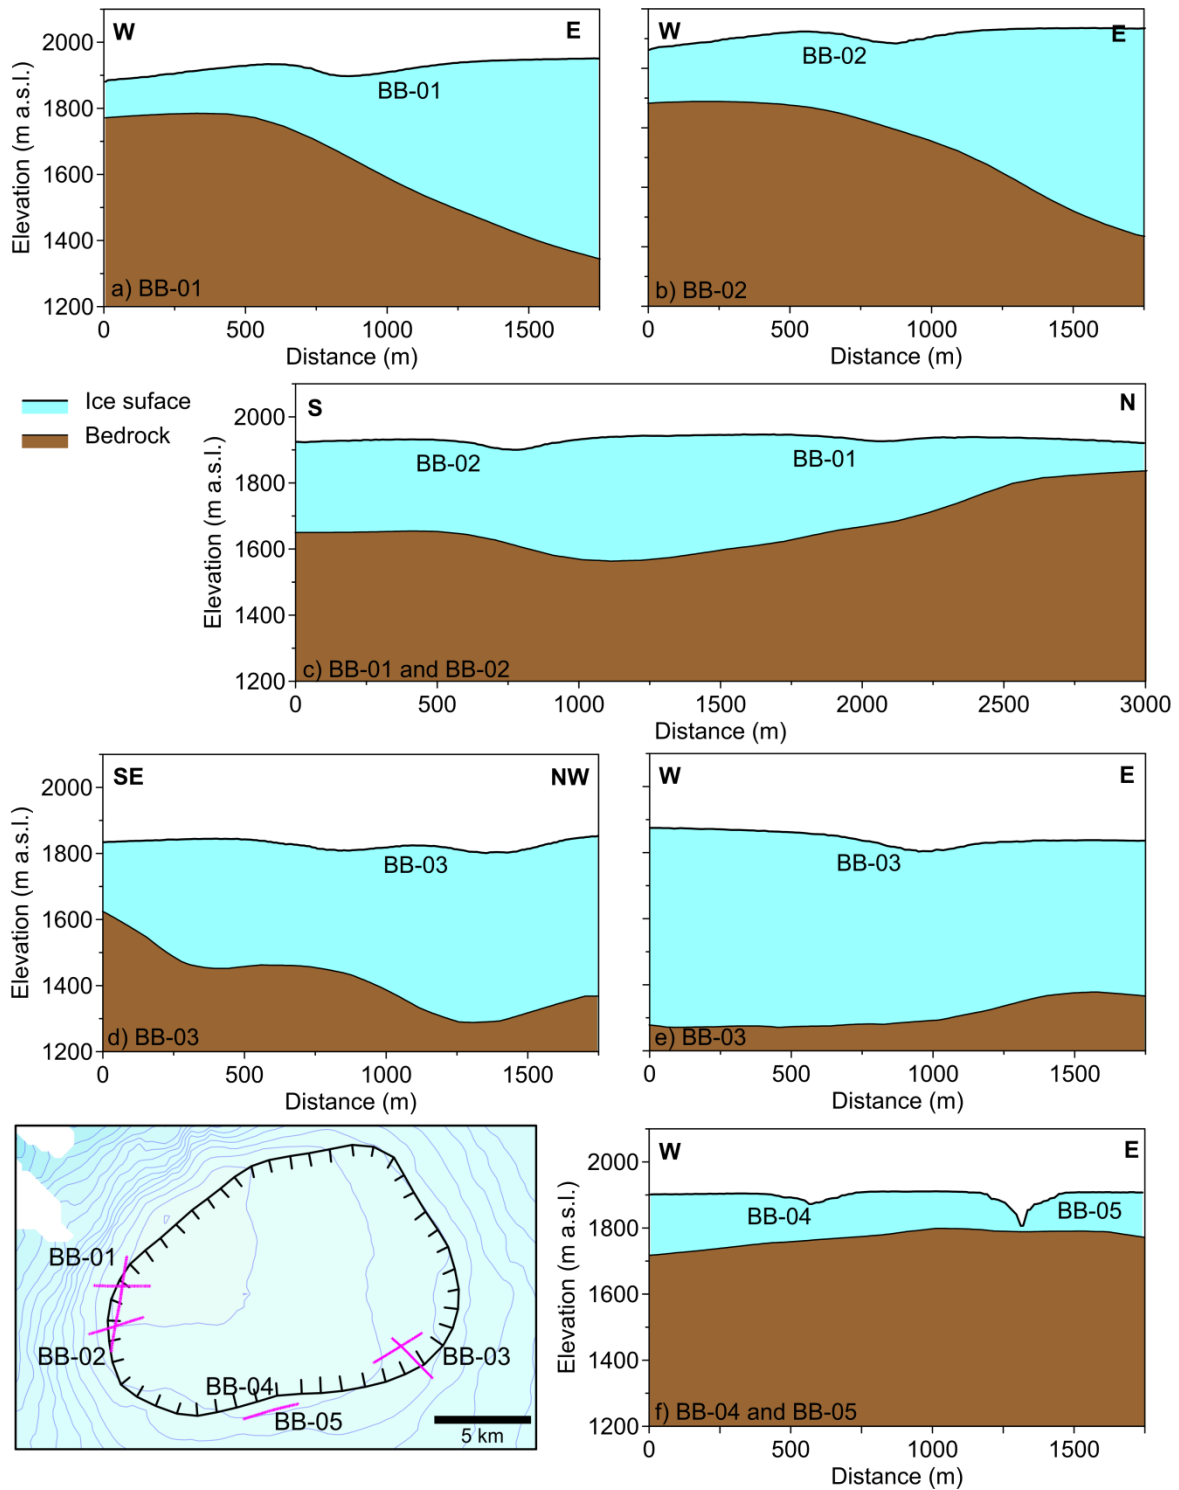 W E
BB-01
2000
1800
1600
1400
1200
Elevation (m a.s.l.)
a) BB-01
0 500 1000 1500
Distance (m)
W E
BB-02
b) BB-02
0 500 1000 1500
Distance (m)
Ice suface
Bedrock
S N
BB-02 BB-01
2000
1800
1600
1400
1200
Elevation (m a.s.l.)
c) BB-01 and BB-02
0 500 1000 1500 2000 2500 3000
Distance (m)
SE NW
BB-03
2000
1800
1600
1400
1200
Elevation (m a.s.l.)
d) BB-03
0 500 1000 1500
Distance (m)
W E
BB-03
e) BB-03
0 500 1000 1500
Distance (m)
BB-01
BB-02
BB-03
BB-04
BB-05
5 km
W E
BB-04 BB-05
2000
1800
1600
1400
1200
Elevation (m a.s.l.)
f) BB-04 and BB-05
0 500 1000 1500
Distance (m)